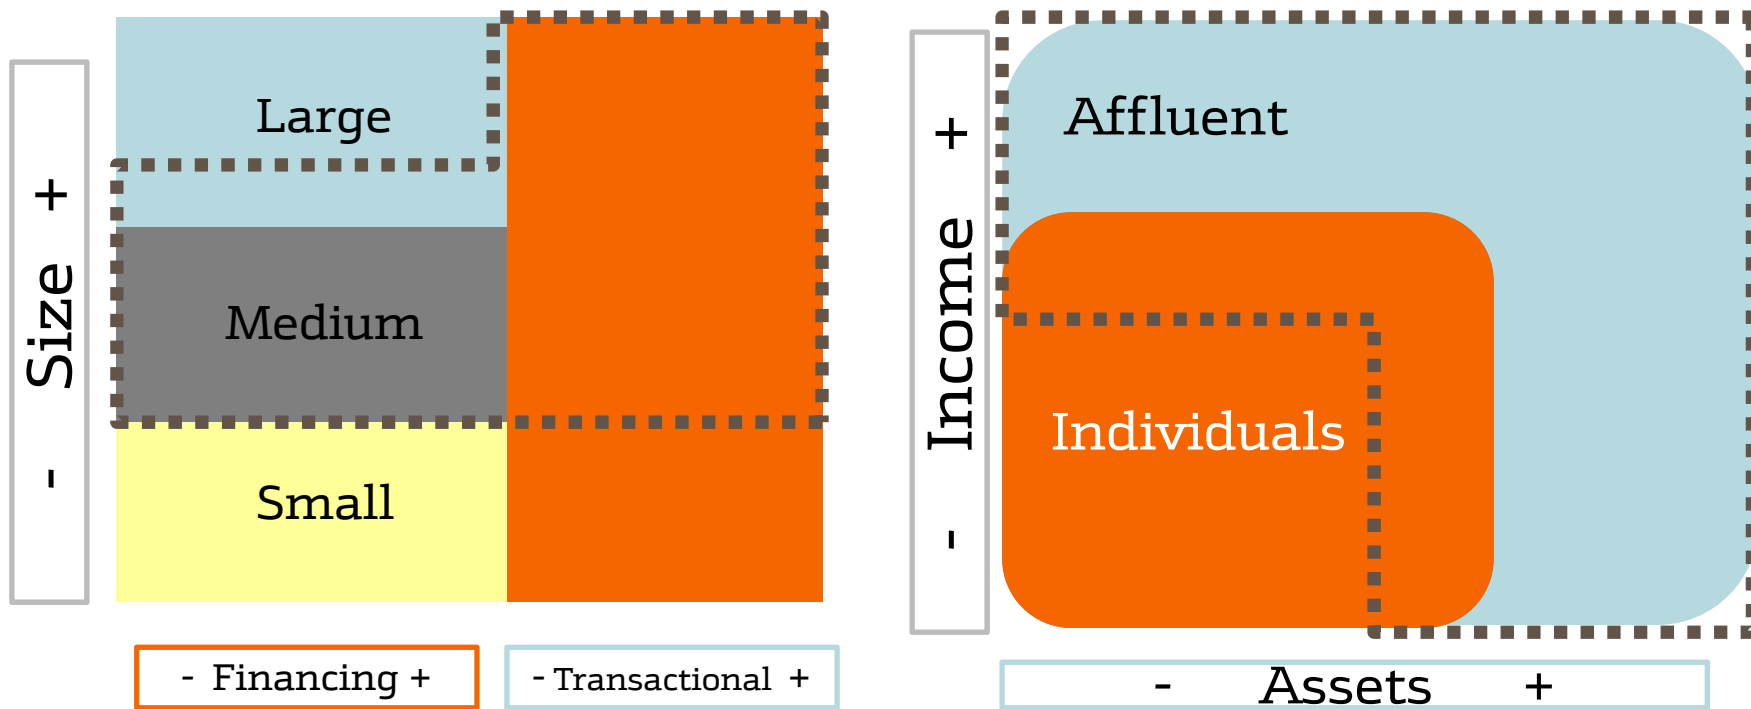 - Size +
Large
Medium
Small
- Financing +
- Transactional +
- Income +
Affluent
Individuals
- Assets +